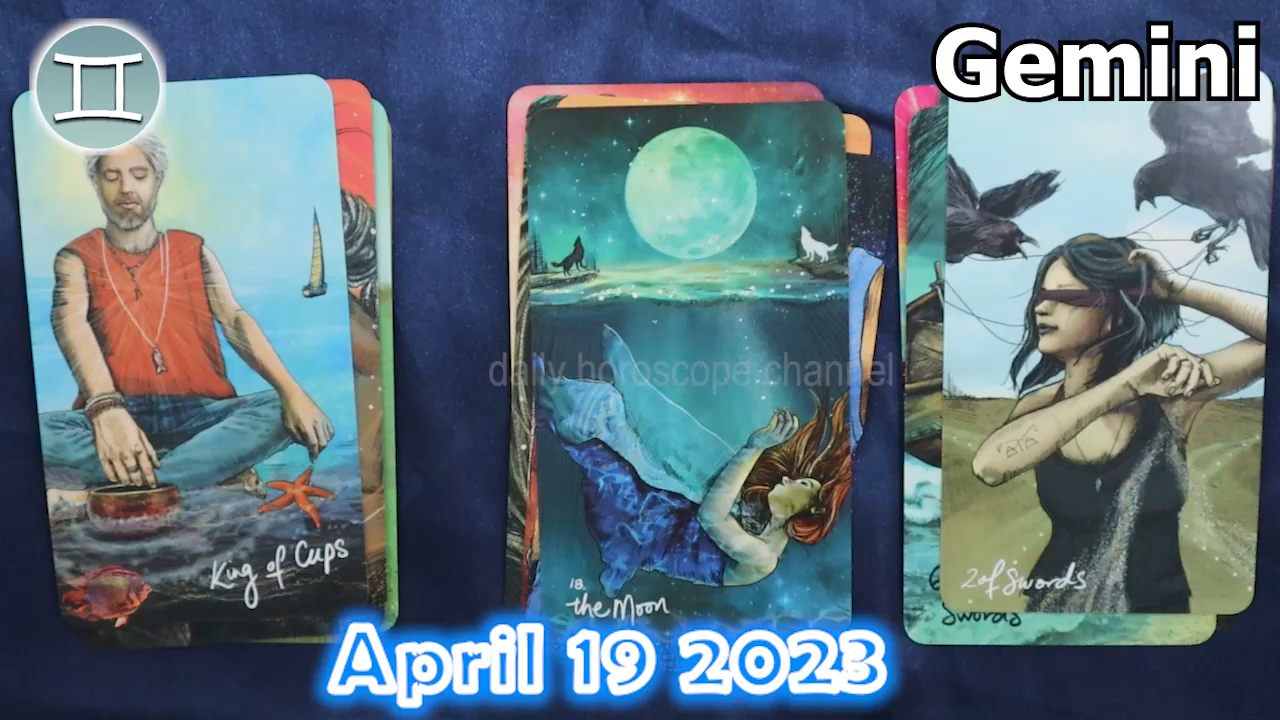 Gemini
daily horoscope channel
King of Cups
18.
the Moon
2 of Swords
Swords
April 19 2023